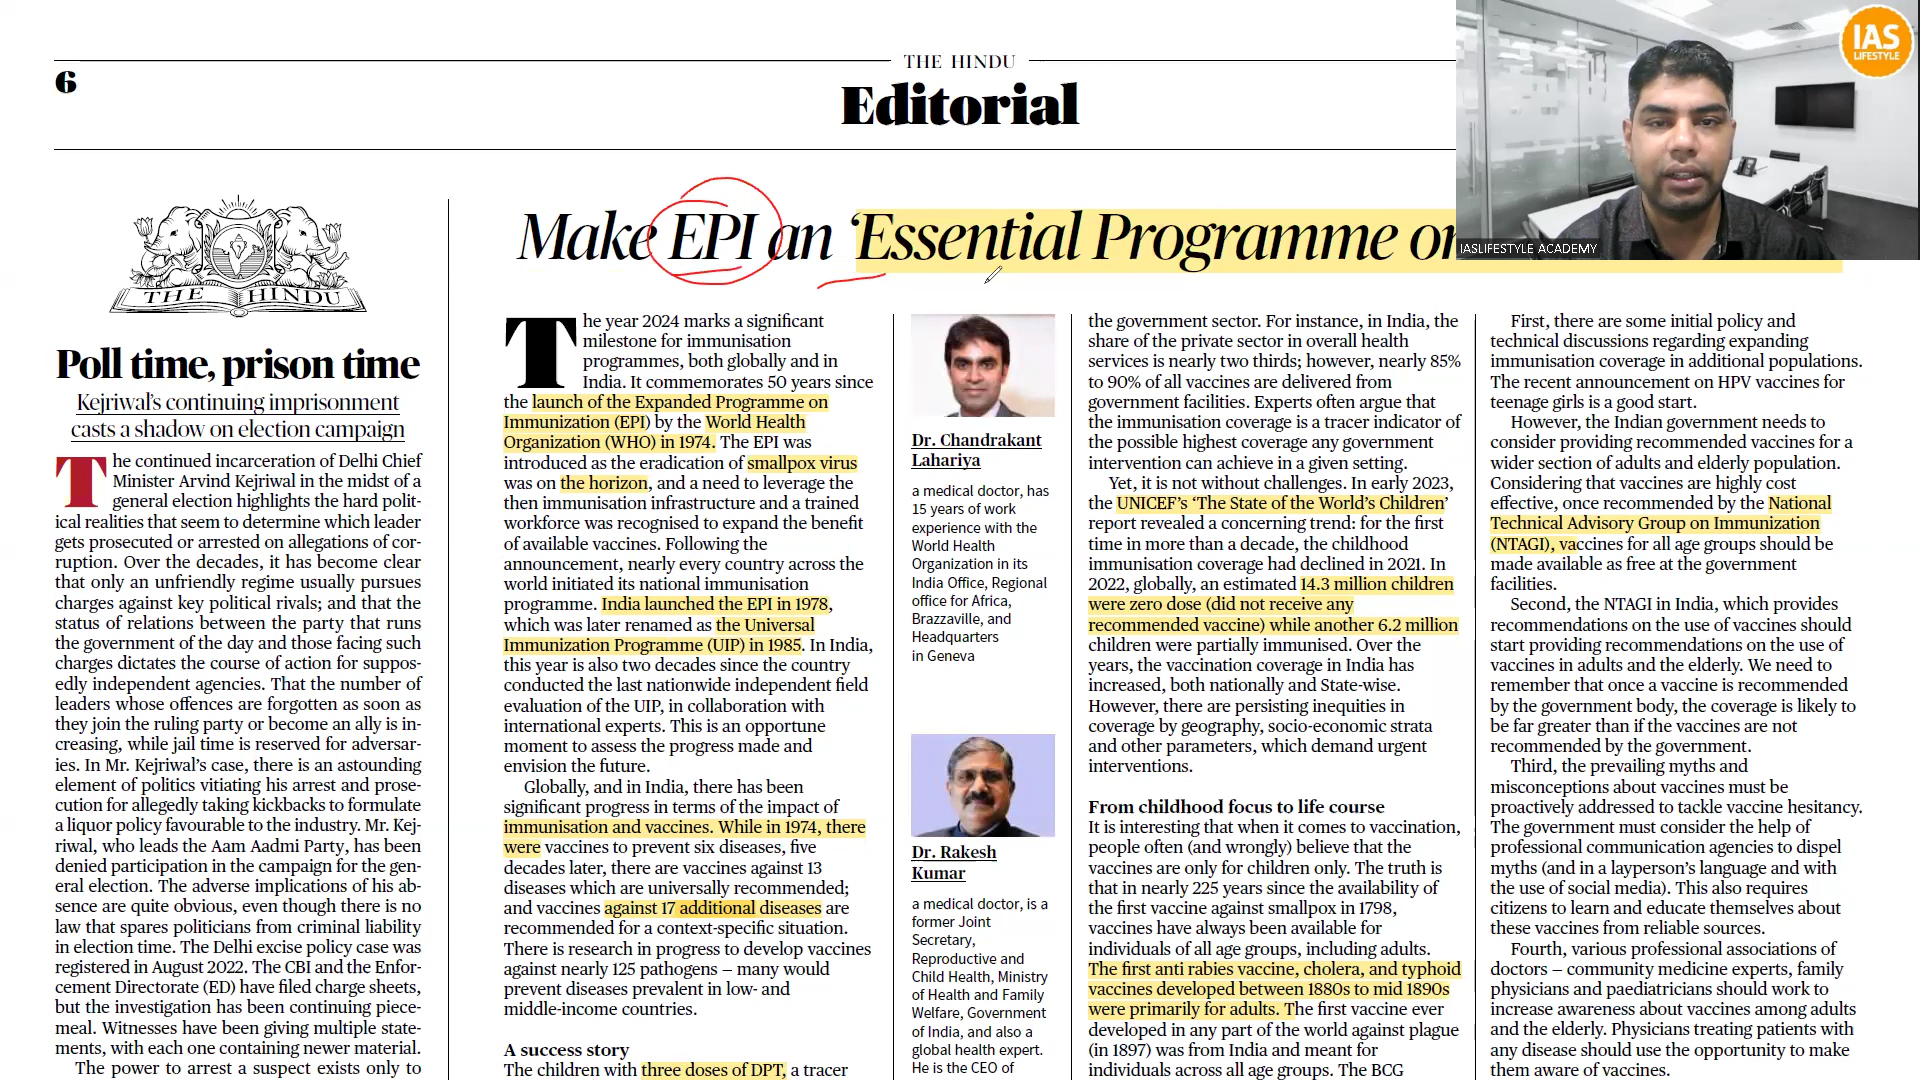 THE HINDU
6
Editorial
IAS
LIFESTYLE
IASLIFESTYLE ACADEMY
THE HINDU
Poll time, prison time
Kejriwal's continuing imprisonment
casts a shadow on election campaign
The continued incarceration of Delhi Chief
Minister Arvind Kejriwal in the midst of a
general election highlights the hard polit-
ical realities that seem to determine which leader
gets prosecuted or arrested on allegations of cor-
ruption. Over the decades, it has become clear
that only an unfriendly regime usually pursues
charges against key political rivals; and that the
status of relations between the party that runs
the government of the day and those facing such
charges dictates the course of action for suppos-
edly independent agencies. That the number of
leaders whose offences are forgotten as soon as
they join the ruling party or become an ally is in-
creasing, while jail time is reserved for adversar-
ies. In Mr. Kejriwal's case, there is an astounding
element of politics vitiating his arrest and prose-
cution for allegedly taking kickbacks to formulate
a liquor policy favourable to the industry. Mr. Kej-
riwal, who leads the Aam Aadmi Party, has been
denied participation in the campaign for the gen-
eral election. The adverse implications of his ab-
sence are quite obvious, even though there is no
law that spares politicians from criminal liability
in election time. The Delhi excise policy case was
registered in August 2022. The CBI and the Enfor-
cement Directorate (ED) have filed charge sheets,
but the investigation has been continuing piece-
meal. Witnesses have been giving multiple state-
ments, with each one containing newer material.
The power to arrest a suspect exists only to
Make EPI an 'Essential Programme on
The year 2024 marks a significant
milestone for immunisation
programmes, both globally and in
India. It commemorates 50 years since
the launch of the Expanded Programme on
Immunization (EPI) by the World Health
Organization (WHO) in 1974. The EPI was
introduced as the eradication of smallpox virus
was on the horizon, and a need to leverage the
then immunisation infrastructure and a trained
workforce was recognised to expand the benefit
of available vaccines. Following the
announcement, nearly every country across the
world initiated its national immunisation
programme. India launched the EPI in 1978,
which was later renamed as the Universal
Immunization Programme (UIP) in 1985. In India,
this year is also two decades since the country
conducted the last nationwide independent field
evaluation of the UIP, in collaboration with
international experts. This is an opportune
moment to assess the progress made and
envision the future.
Globally, and in India, there has been
significant progress in terms of the impact of
immunisation and vaccines. While in 1974, there
were vaccines to prevent six diseases, five
decades later, there are vaccines against 13
diseases which are universally recommended;
and vaccines against 17 additional diseases are
recommended for a context-specific situation.
There is research in progress to develop vaccines
against nearly 125 pathogens – many would
prevent diseases prevalent in low- and
middle-income countries.
A success story
The children with three doses of DPT, a tracer
Dr. Chandrakant
Lahariya
a medical doctor, has
15 years of work
experience with the
World Health
Organization in its
India Office, Regional
office for Africa,
Brazzaville, and
Headquarters
in Geneva
Dr. Rakesh
Kumar
a medical doctor, is a
former Joint
Secretary,
Reproductive and
Child Health, Ministry
of Health and Family
Welfare, Government
of India, and also a
global health expert.
He is the CEO of
the government sector. For instance, in India, the
share of the private sector in overall health
services is nearly two thirds; however, nearly 85%
to 90% of all vaccines are delivered from
government facilities. Experts often argue that
the immunisation coverage is a tracer indicator of
the possible highest coverage any government
intervention can achieve in a given setting.
Yet, it is not without challenges. In early 2023,
the UNICEF's 'The State of the World's Children'
report revealed a concerning trend: for the first
time in more than a decade, the childhood
immunisation coverage had declined in 2021. In
2022, globally, an estimated 14.3 million children
were zero dose (did not receive any
recommended vaccine) while another 6.2 million
children were partially immunised. Over the
years, the vaccination coverage in India has
increased, both nationally and State-wise.
However, there are persisting inequities in
coverage by geography, socio-economic strata
and other parameters, which demand urgent
interventions.
From childhood focus to life course
It is interesting that when it comes to vaccination,
people often (and wrongly) believe that the
vaccines are only for children only. The truth is
that in nearly 225 years since the availability of
the first vaccine against smallpox in 1798,
vaccines have always been available for
individuals of all age groups, including adults.
The first anti rabies vaccine, cholera, and typhoid
vaccines developed between 1880s to mid 1890s
were primarily for adults. The first vaccine ever
developed in any part of the world against plague
(in 1897) was from India and meant for
individuals across all age groups. The BCG
First, there are some initial policy and
technical discussions regarding expanding
immunisation coverage in additional populations.
The recent announcement on HPV vaccines for
teenage girls is a good start.
However, the Indian government needs to
consider providing recommended vaccines for a
wider section of adults and elderly population.
Considering that vaccines are highly cost
effective, once recommended by the National
Technical Advisory Group on Immunization
(NTAGI), vaccines for all age groups should be
made available as free at the government
facilities.
Second, the NTAGI in India, which provides
recommendations on the use of vaccines should
start providing recommendations on the use of
vaccines in adults and the elderly. We need to
remember that once a vaccine is recommended
by the government body, the coverage is likely to
be far greater than if the vaccines are not
recommended by the government.
Third, the prevailing myths and
misconceptions about vaccines must be
proactively addressed to tackle vaccine hesitancy.
The government must consider the help of
professional communication agencies to dispel
myths (and in a layperson's language and with
the use of social media). This also requires
citizens to learn and educate themselves about
these vaccines from reliable sources.
Fourth, various professional associations of
doctors – community medicine experts, family
physicians and paediatricians should work to
increase awareness about vaccines among adults
and the elderly. Physicians treating patients with
any disease should use the opportunity to make
them aware of vaccines.